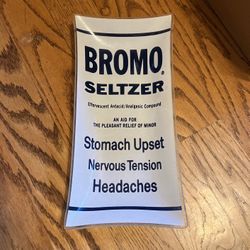 BROMO®
SELTZER
Effervescent Antacid/Analgesic Compound
AN AID FOR
THE PLEASANT RELIEF OF MINOR
Stomach Upset
Nervous Tension
Headaches